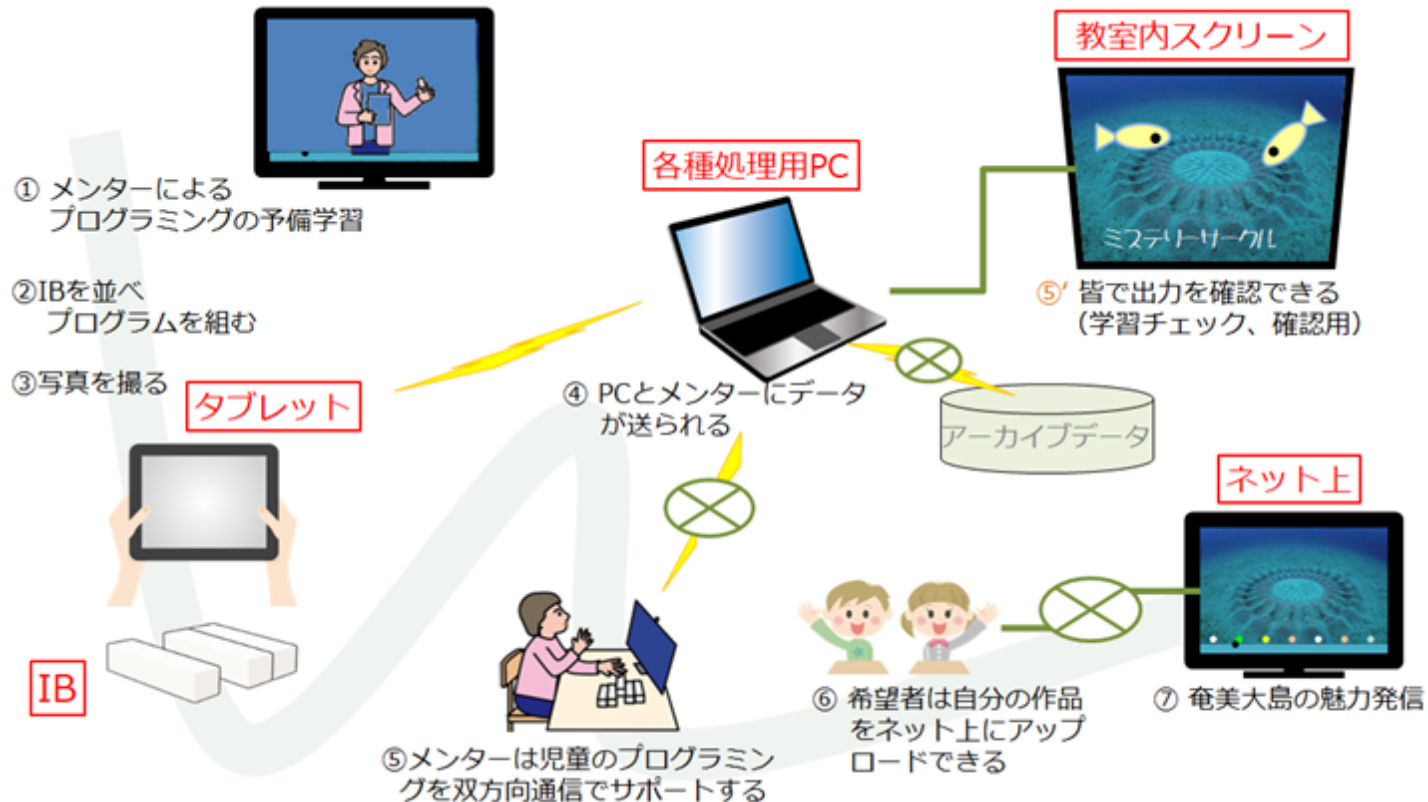 ① メンターによる
プログラミングの予備学習
②IBを並べ
プログラムを組む
③写真を撮る
タブレット
IB
各種処理用PC
④ PCとメンターにデータ
が送られる
アーカイブデータ
教室内スクリーン
ミステリーサークル
⑤’ 皆で出力を確認できる
(学習チェック、確認用)
⑤メンターは児童のプログラミン
グを双方向通信でサポートする
⑥ 希望者は自分の作品
をネット上にアップ
ロードできる
ネット上
⑦ 奄美大島の魅力発信